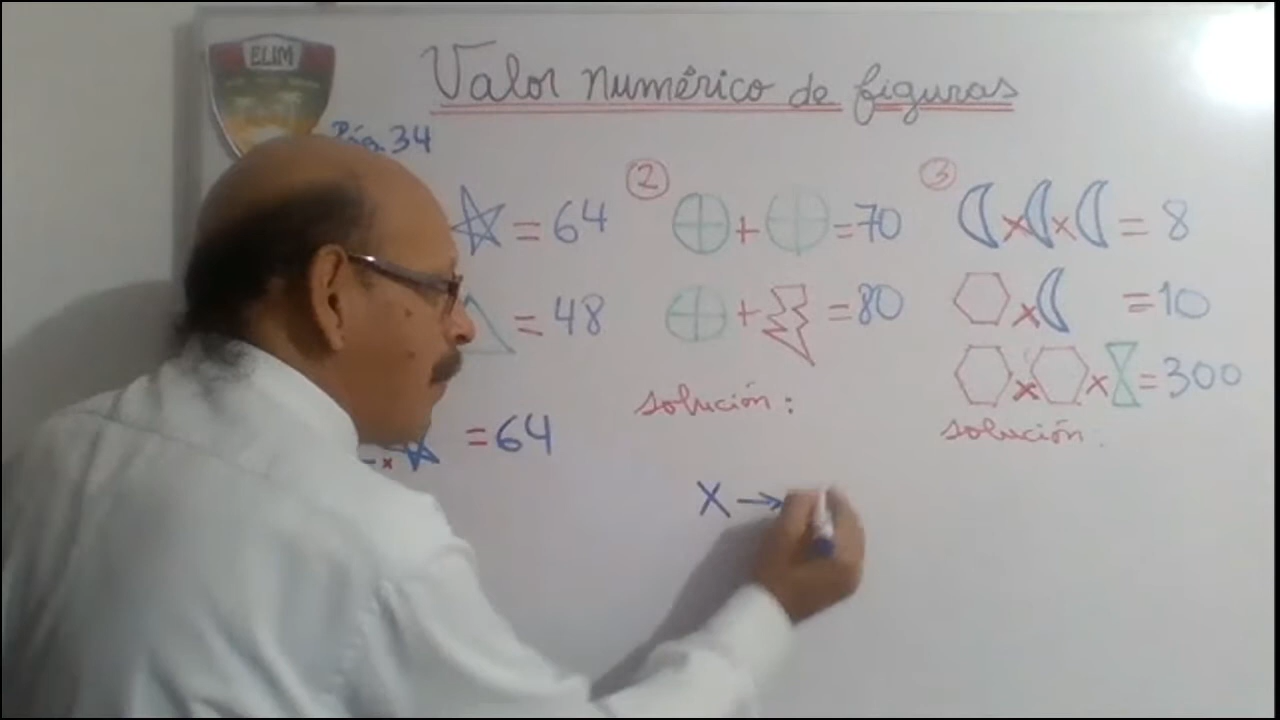 ELIM
Valor numérico de figuras
Pág. 34
= 64
= 48
x = 64
2
+ = 70
+ = 80
solución:
X →
3
x x = 8
x = 10
x x = 300
solución.